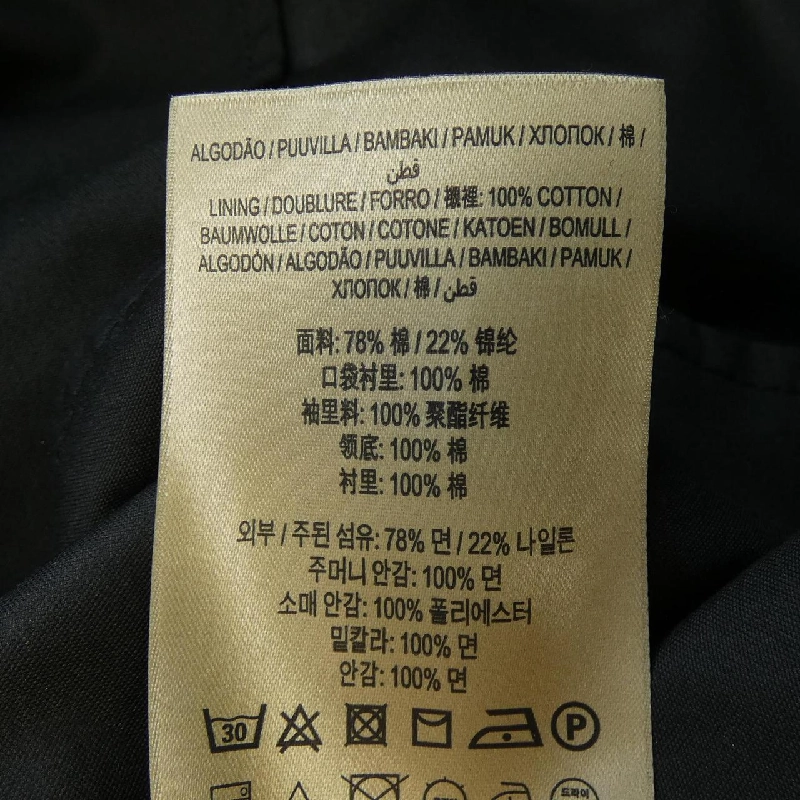 ALGODÃO / PUUVILLA / BAMBAKI / PAMUK / ХЛОПОК / 棉 /
قطن
LINING / DOUBLURE / FORRO / 襯裡: 100% COTTON /
BAUMWOLLE / COTON / COTONE / KATOEN / BOMULL /
ALGODÓN / ALGODÃO / PUUVILLA / BAMBAKI / PAMUK /
ХЛОПОК / 棉 / قطن
面料: 78% 棉 / 22% 锦纶
口袋衬里: 100% 棉
袖里料: 100% 聚酯纤维
领底: 100% 棉
衬里: 100% 棉
외부 / 주된 섬유: 78% 면 / 22% 나일론
주머니 안감: 100% 면
소매 안감: 100% 폴리에스터
밑칼라: 100% 면
안감: 100% 면
30 P
드라이